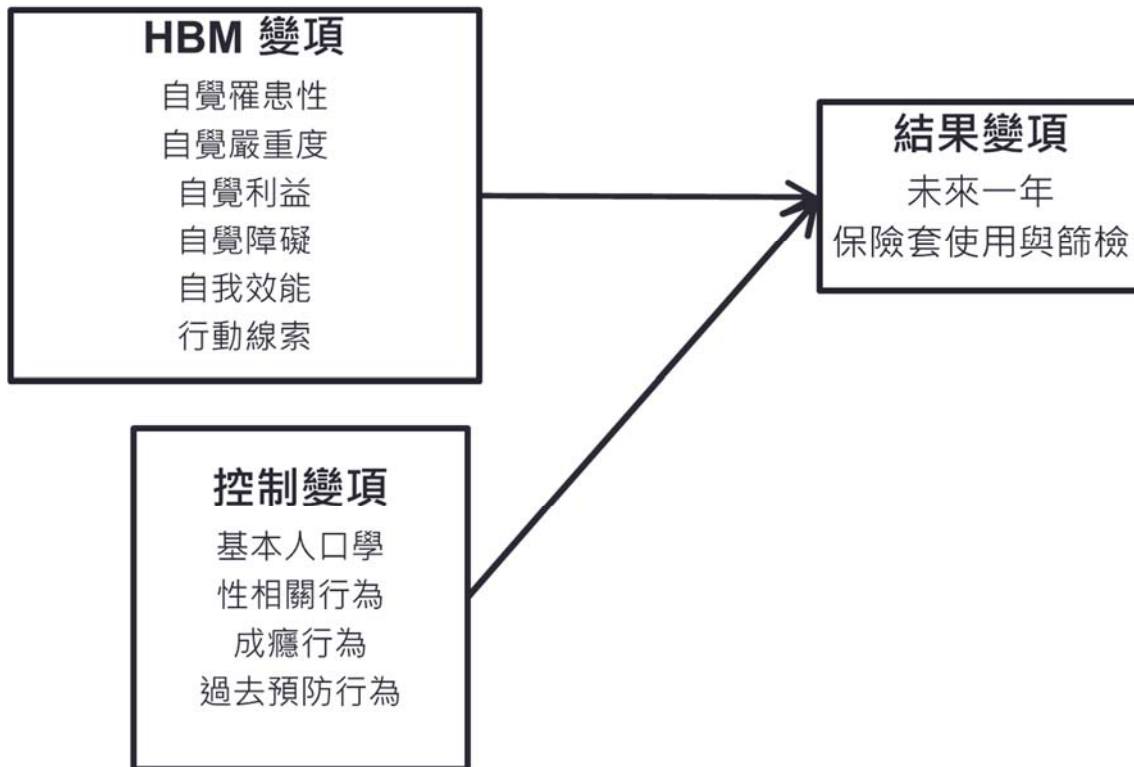 HBM 變項
自覺罹患性
自覺嚴重度
自覺利益
自覺障礙
自我效能
行動線索
結果變項
未來一年
保險套使用與篩檢
控制變項
基本人口學
性相關行為
成癮行為
過去預防行為